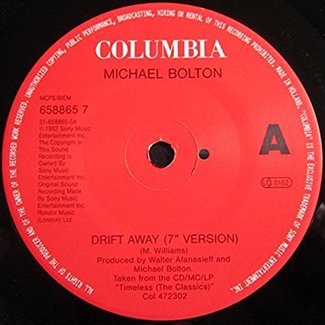 UNAUTHORISED COPYING, PUBLIC PERFORMANCE, BROADCASTING, HIRING OR RENTAL OF THIS RECORD PROHIBITED.
MADE IN HOLLAND.
"COLUMBIA" IS THE EXCLUSIVE TRADEMARK OF SONY MUSIC ENTERTAINMENT INC.
ALL RIGHTS OF THE PRODUCER AND OF THE OWNER OF THE RECORDED WORK RESERVED.
COLUMBIA
MICHAEL BOLTON
MCPS/BIEM
658865 7
31-658865-04
℗ 1992 Sony Music
Entertainment Inc.
The Copyright In
This Sound
Recording Is
Owned By
Sony Music
Entertainment Inc.
Original Sound
Recording Made
By Sony Music
Entertainment Inc.
Rondor Music
(London) Ltd.
A
LC 0162
DRIFT AWAY (7" VERSION)
(M. Williams)
Produced by Walter Afanasieff and
Michael Bolton.
Taken from the CD/MC/LP
"Timeless (The Classics)"
Col 472302